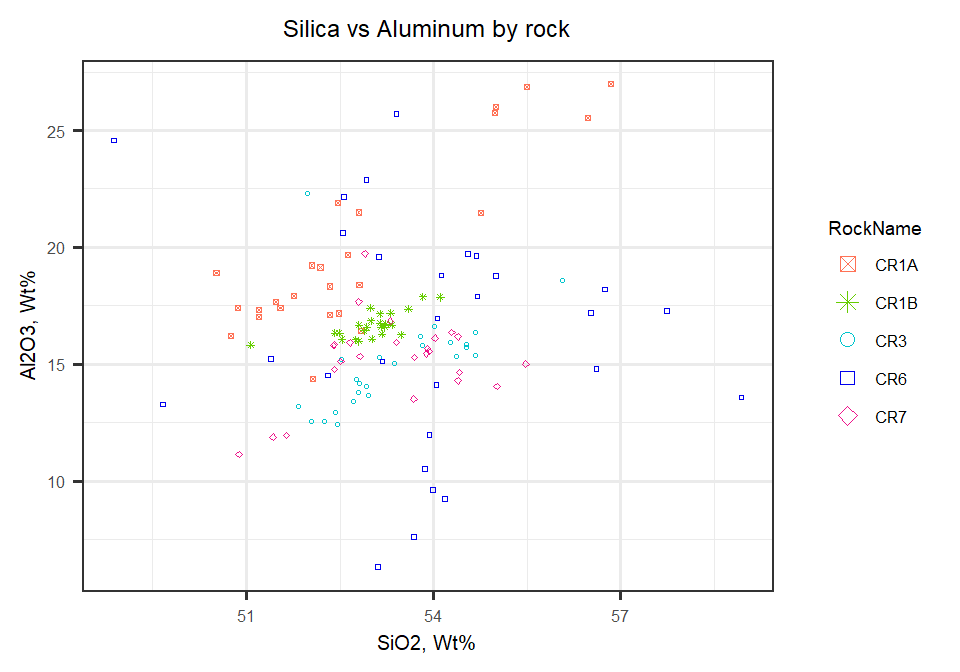 Silica vs Aluminum by rock
25
20
15
10
Al2O3, Wt%
51
54
57
SiO2, Wt%
RockName
CR1A
CR1B
CR3
CR6
CR7